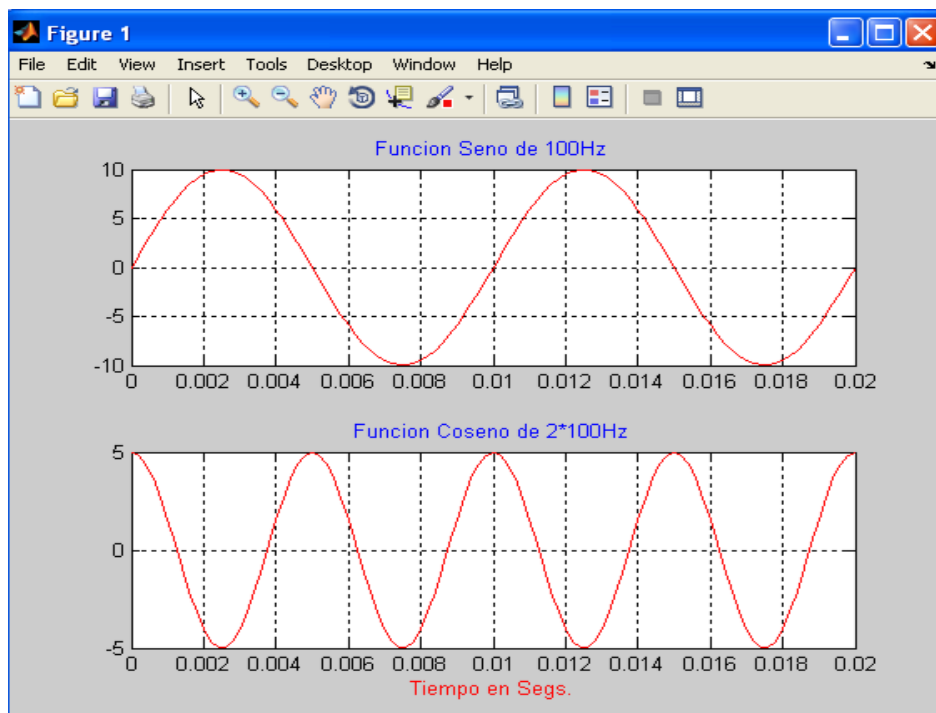 Figure 1
File Edit View Insert Tools Desktop Window Help
Funcion Seno de 100Hz
10
5
0
-5
-10
0 0.002 0.004 0.006 0.008 0.01 0.012 0.014 0.016 0.018 0.02
Funcion Coseno de 2*100Hz
5
0
-5
0 0.002 0.004 0.006 0.008 0.01 0.012 0.014 0.016 0.018 0.02
Tiempo en Segs.